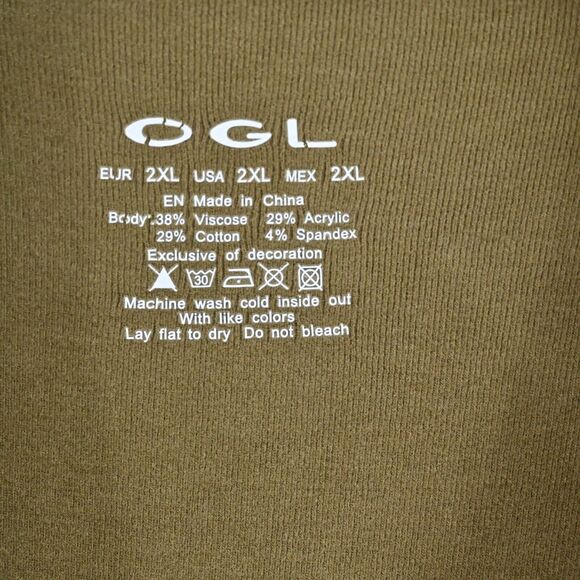 OGL
EUR 2XL USA 2XL MEX 2XL
EN Made in China
Body:38% Viscose 29% Acrylic
29% Cotton 4% Spandex
Exclusive of decoration
30
Machine wash cold inside out
With like colors
Lay flat to dry Do not bleach